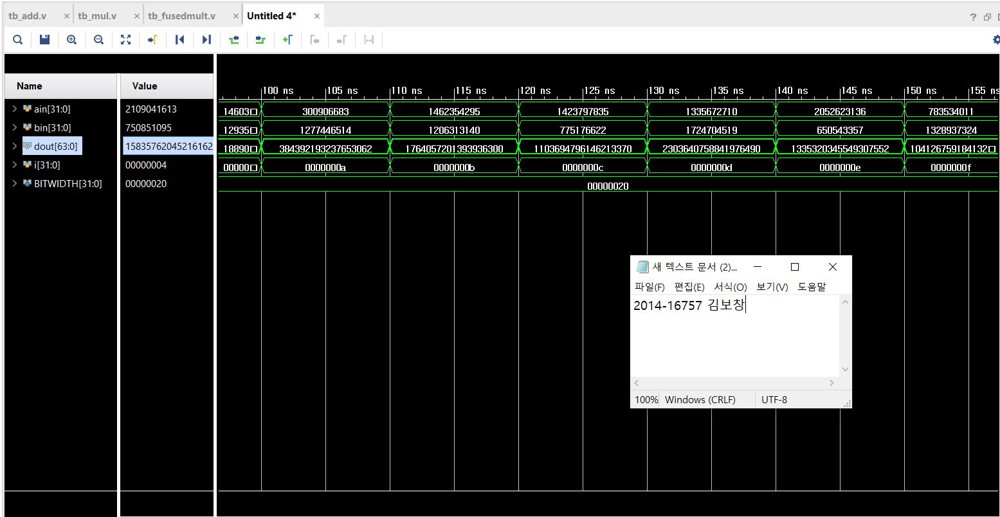 tb_add.v × tb_mul.v × tb_fusedmult.v × Untitled 4* ×
?
Name Value
100 ns 105 ns 110 ns 115 ns 120 ns 125 ns 130 ns 135 ns 140 ns 145 ns 150 ns 155 ns
ain[31:0] 2109041613 14603 300906683 1462354295 1423797835 1335672710 2052623136 783534011
bin[31:0] 750851095 12935 1277446514 1206313140 775176622 1724704519 650543357 1328937324
dout[63:0] 15835762045216162 18890 384392193237653062 1764057201393936300 1103694796146213370 2303640758841976490 1335320345549307552 104126759184132
i[31:0] 00000004 00000 0000000a 0000000b 0000000c 0000000d 0000000e 0000000f
BITWIDTH[31:0] 00000020 00000020
새 텍스트 문서 (2)...
파일(F) 편집(E) 서식(O) 보기(V) 도움말
2014-16757 김보창
100% Windows (CRLF) UTF-8